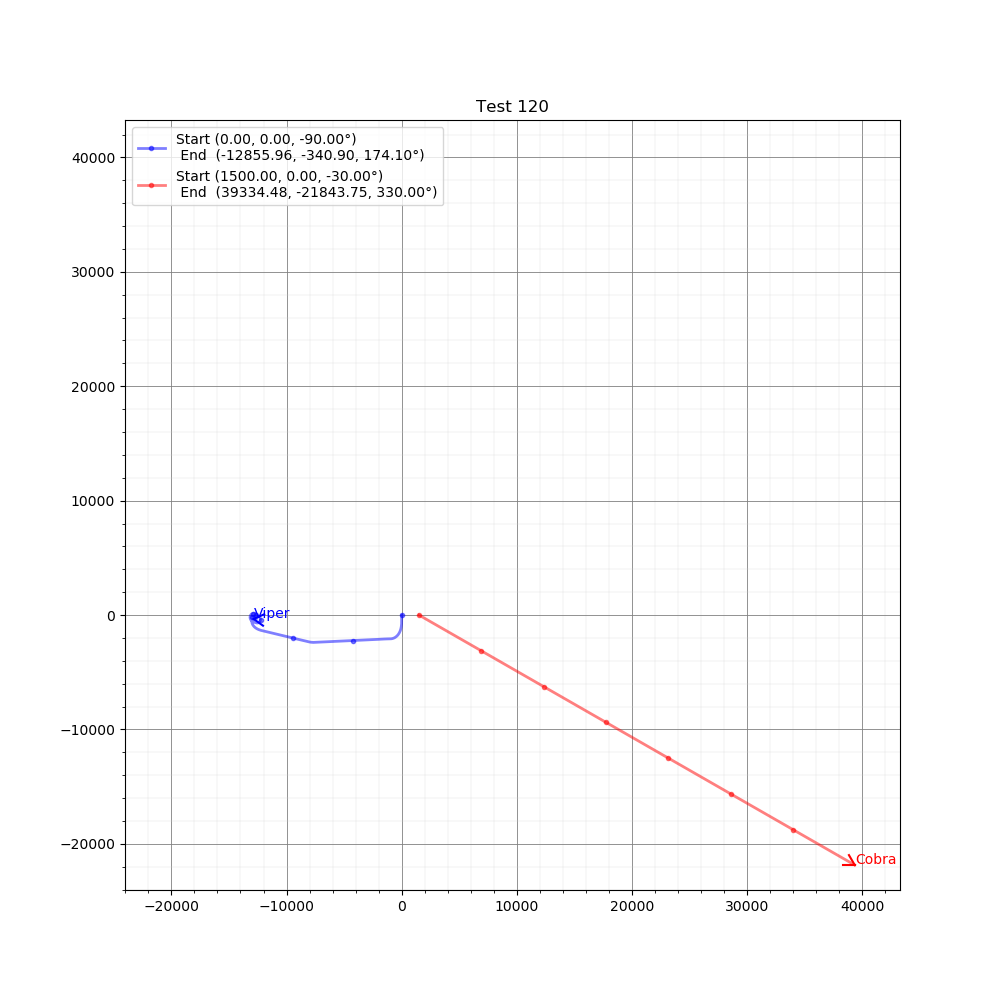 Test 120
Start (0.00, 0.00, -90.00°)
End (-12855.96, -340.90, 174.10°)
Start (1500.00, 0.00, -30.00°)
End (39334.48, -21843.75, 330.00°)
40000
30000
20000
10000
0
−10000
−20000
Viper
Cobra
−20000 −10000 0 10000 20000 30000 40000